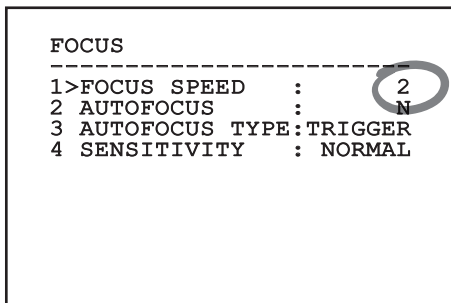 FOCUS
--------------------------
1>FOCUS SPEED    :        2
2 AUTOFOCUS      :        N
3 AUTOFOCUS TYPE:TRIGGER
4 SENSITIVITY    : NORMAL